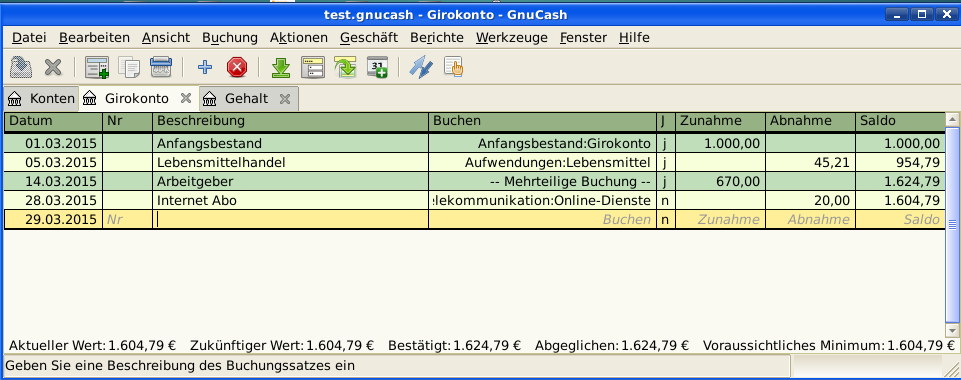 test.gnucash - Girokonto - GnuCash
Datei Bearbeiten Ansicht Buchung Aktionen Geschäft Berichte Werkzeuge Fenster Hilfe
Konten Girokonto Gehalt
Datum Nr Beschreibung Buchen J Zunahme Abnahme Saldo
01.03.2015 Anfangsbestand Anfangsbestand:Girokonto j 1.000,00 1.000,00
05.03.2015 Lebensmittelhandel Aufwendungen:Lebensmittel j 45,21 954,79
14.03.2015 Arbeitgeber -- Mehrteilige Buchung -- j 670,00 1.624,79
28.03.2015 Internet Abo lekommunikation:Online-Dienste n 20,00 1.604,79
29.03.2015 Nr Buchen n Zunahme Abnahme Saldo
Aktueller Wert: 1.604,79 € Zukünftiger Wert: 1.604,79 € Bestätigt: 1.624,79 € Abgeglichen: 1.624,79 € Voraussichtliches Minimum: 1.604,79 €
Geben Sie eine Beschreibung des Buchungssatzes ein